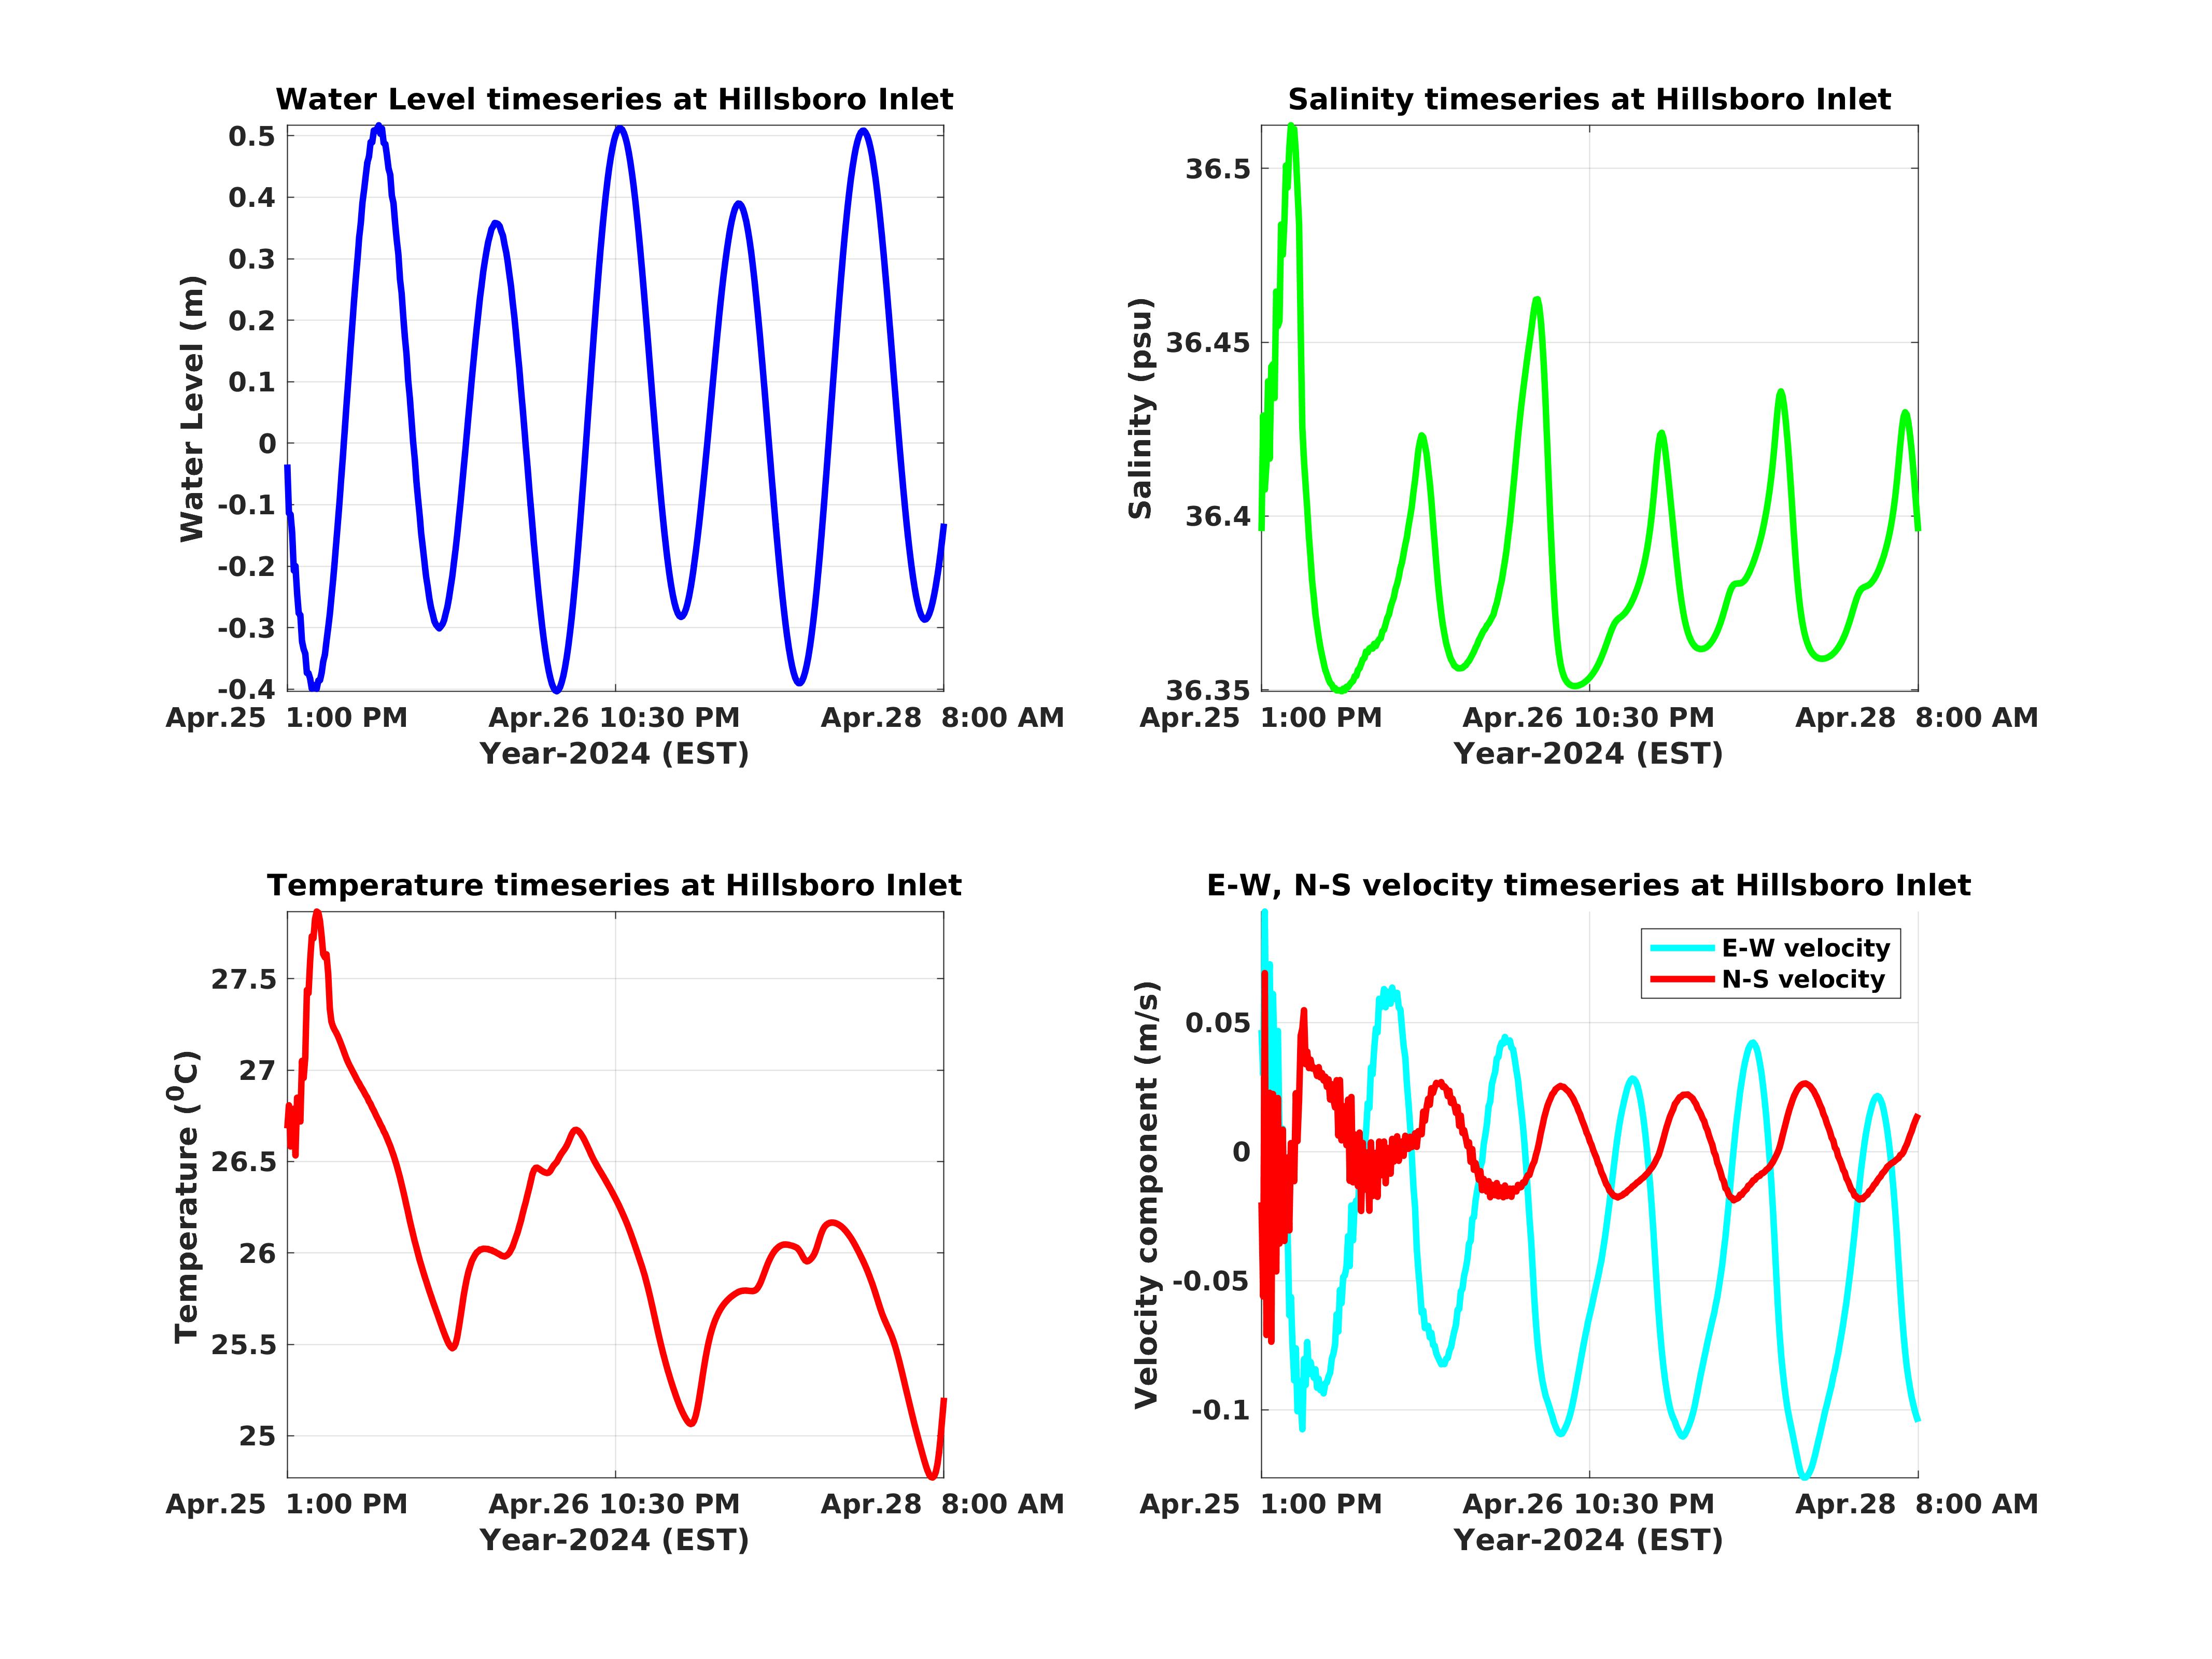 Water Level timeseries at Hillsboro Inlet
Water Level (m)
0.5
0.4
0.3
0.2
0.1
0
-0.1
-0.2
-0.3
-0.4
Apr.25 1:00 PM Apr.26 10:30 PM Apr.28 8:00 AM
Year-2024 (EST)
Salinity timeseries at Hillsboro Inlet
Salinity (psu)
36.5
36.45
36.4
36.35
Apr.25 1:00 PM Apr.26 10:30 PM Apr.28 8:00 AM
Year-2024 (EST)
Temperature timeseries at Hillsboro Inlet
Temperature (⁰C)
27.5
27
26.5
26
25.5
25
Apr.25 1:00 PM Apr.26 10:30 PM Apr.28 8:00 AM
Year-2024 (EST)
E-W, N-S velocity timeseries at Hillsboro Inlet
Velocity component (m/s)
E-W velocity
N-S velocity
0.05
0
-0.05
-0.1
Apr.25 1:00 PM Apr.26 10:30 PM Apr.28 8:00 AM
Year-2024 (EST)